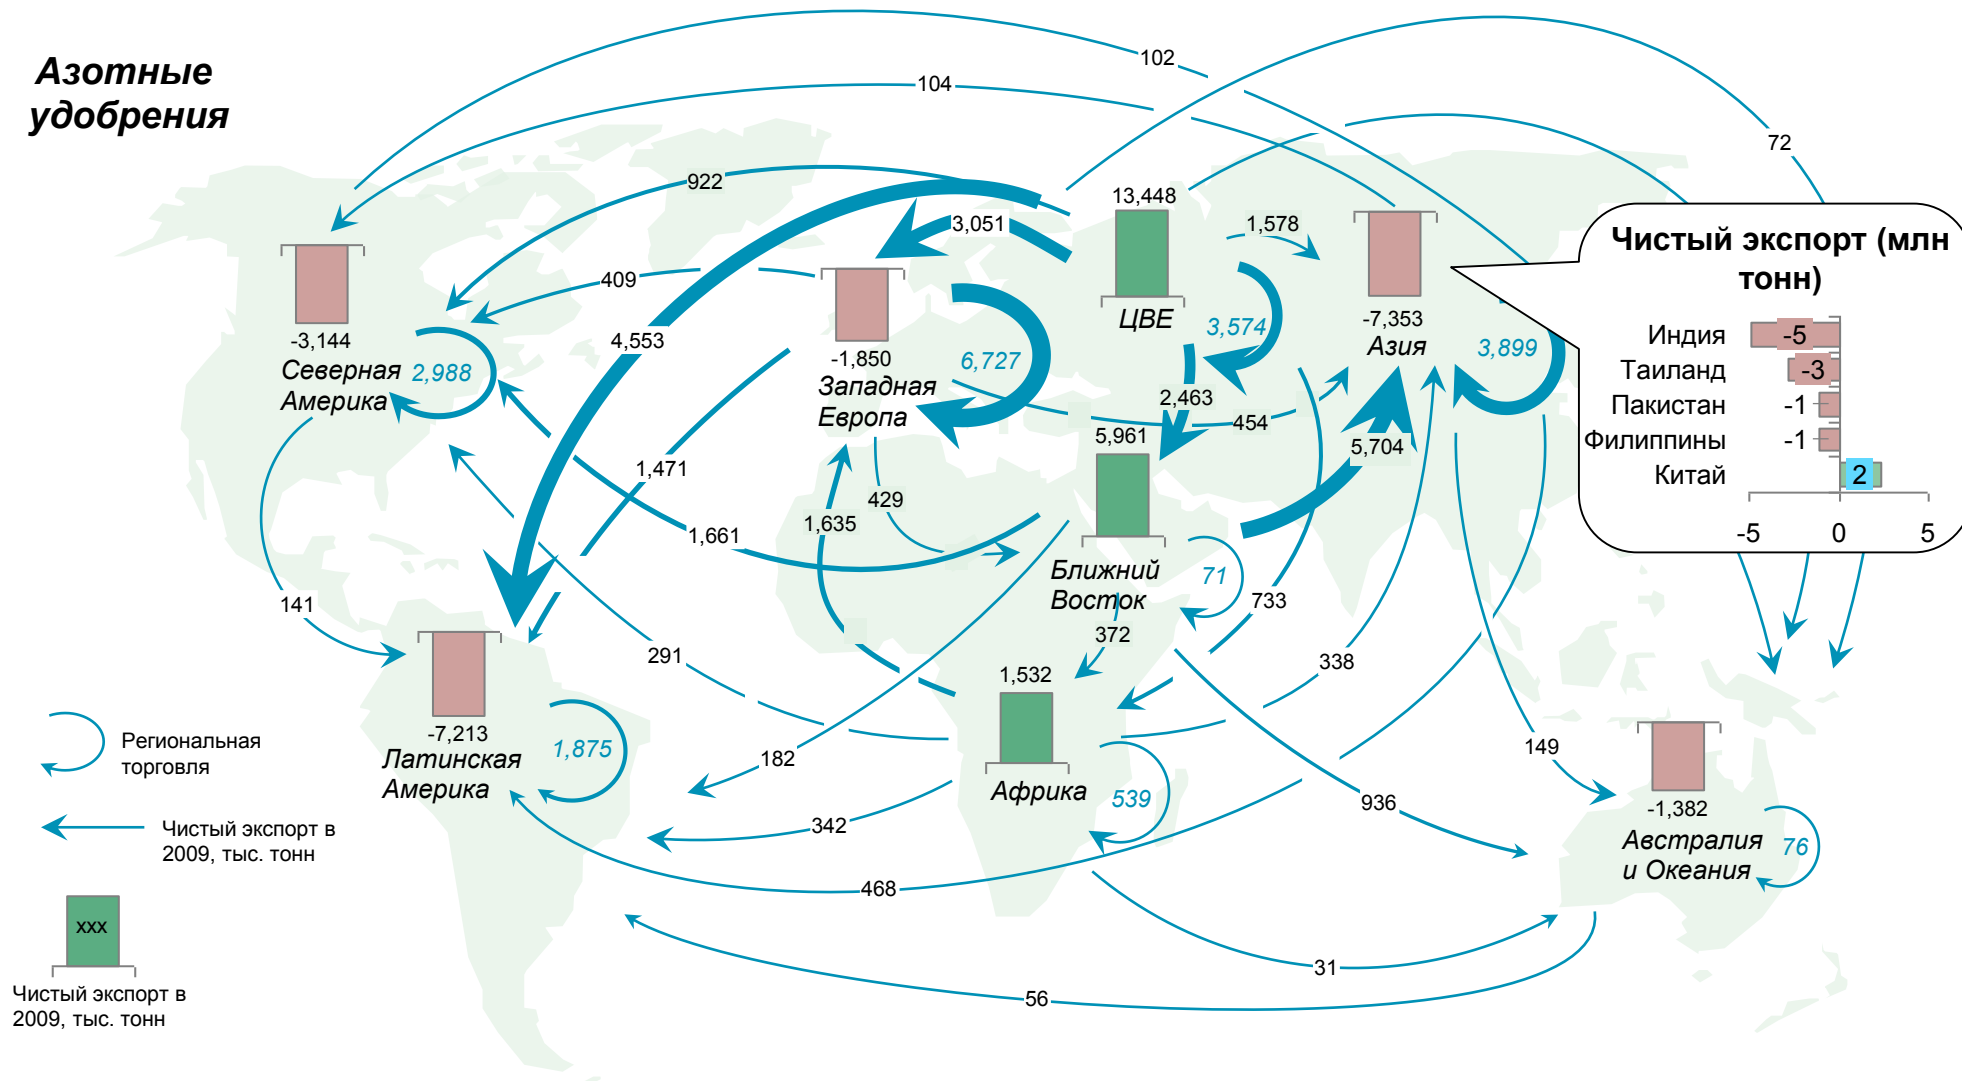 Азотные
удобрения
102
104
72
922
13,448
3,051
1,578
Чистый экспорт (млн
тонн)
409
ЦВЕ
3,574
-3,144
4,553
-1,850
-7,353
Северная
Америка
2,988
Западная
Европа
6,727
Азия
3,899
Индия
-5
Таиланд
-3
Пакистан
-1
Филиппины
-1
Китай
2
-5
0
5
2,463
454
5,961
5,704
1,471
429
1,635
1,661
Ближний
Восток
71
733
141
372
291
338
1,532
-7,213
Латинская
Америка
1,875
182
Африка
539
149
936
-1,382
Австралия
и Океания
76
342
468
31
56
Региональная
торговля
Чистый экспорт в
2009, тыс. тонн
xxx
Чистый экспорт в
2009, тыс. тонн